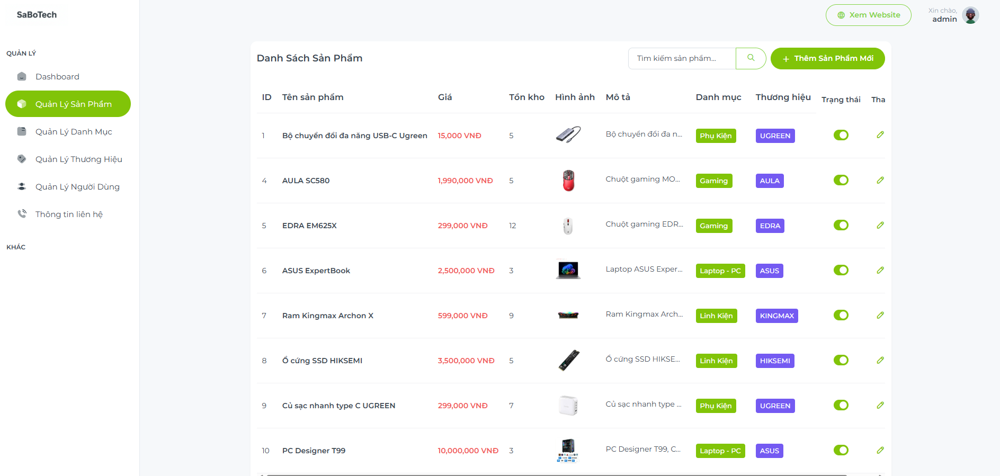 SaBoTech
Xem Website
Xin chào,
admin
QUẢN LÝ
Dashboard
Quản Lý Sản Phẩm
Quản Lý Danh Mục
Quản Lý Thương Hiệu
Quản Lý Người Dùng
Thông tin liên hệ
KHÁC
Danh Sách Sản Phẩm
Tìm kiếm sản phẩm...
+ Thêm Sản Phẩm Mới
ID Tên sản phẩm Giá Tồn kho Hình ảnh Mô tả Danh mục Thương hiệu Trạng thái Tha
1 Bộ chuyển đổi đa năng USB-C Ugreen 15,000 VNĐ 5 Bộ chuyển đổi đa n... Phụ Kiện UGREEN
4 AULA SC580 1,990,000 VNĐ 5 Chuột gaming MO... Gaming AULA
5 EDRA EM625X 299,000 VNĐ 12 Chuột gaming EDR... Gaming EDRA
6 ASUS ExpertBook 2,500,000 VNĐ 3 Laptop ASUS Exper... Laptop - PC ASUS
7 Ram Kingmax Archon X 599,000 VNĐ 9 Ram Kingmax Arch... Linh Kiện KINGMAX
8 Ổ cứng SSD HIKSEMI 3,500,000 VNĐ 5 Ổ cứng SSD HIKSE... Linh Kiện HIKSEMI
9 Củ sạc nhanh type C UGREEN 299,000 VNĐ 7 Củ sạc nhanh type ... Phụ Kiện UGREEN
10 PC Designer T99 10,000,000 VNĐ 3 PC Designer T99, C... Laptop - PC ASUS